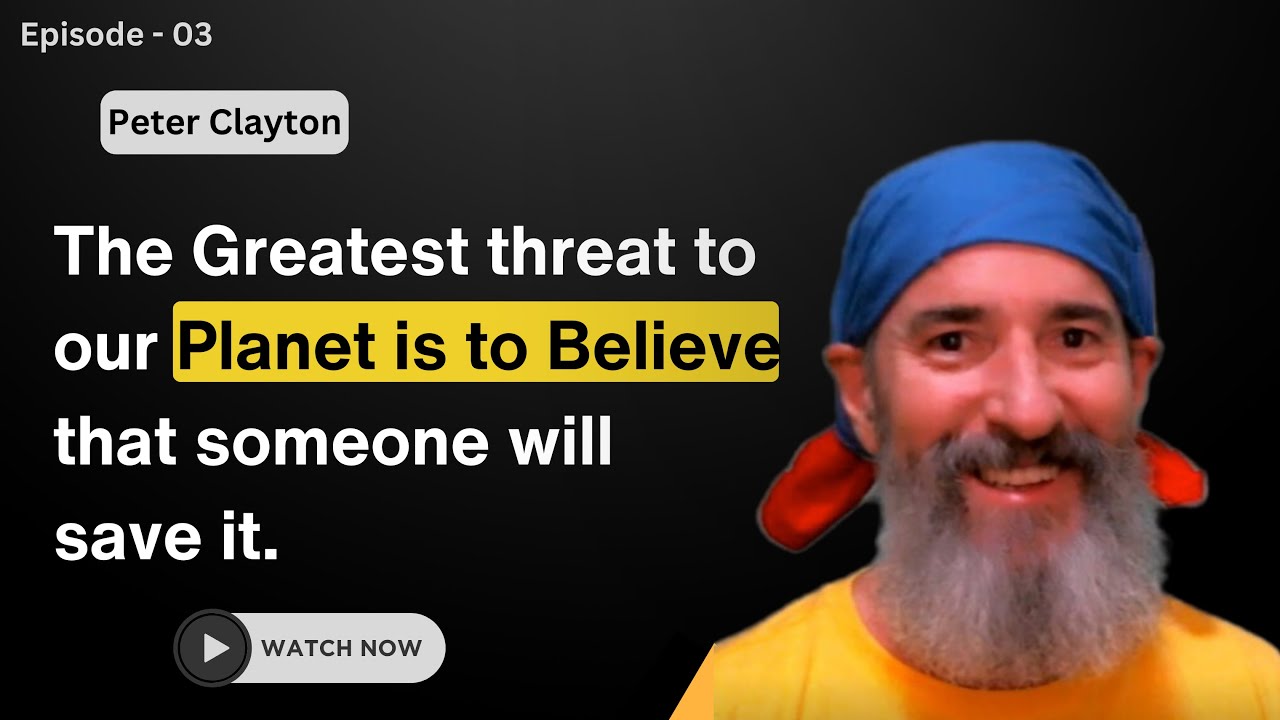 Episode - 03
Peter Clayton
The Greatest threat to
our Planet is to Believe
that someone will
save it.
WATCH NOW